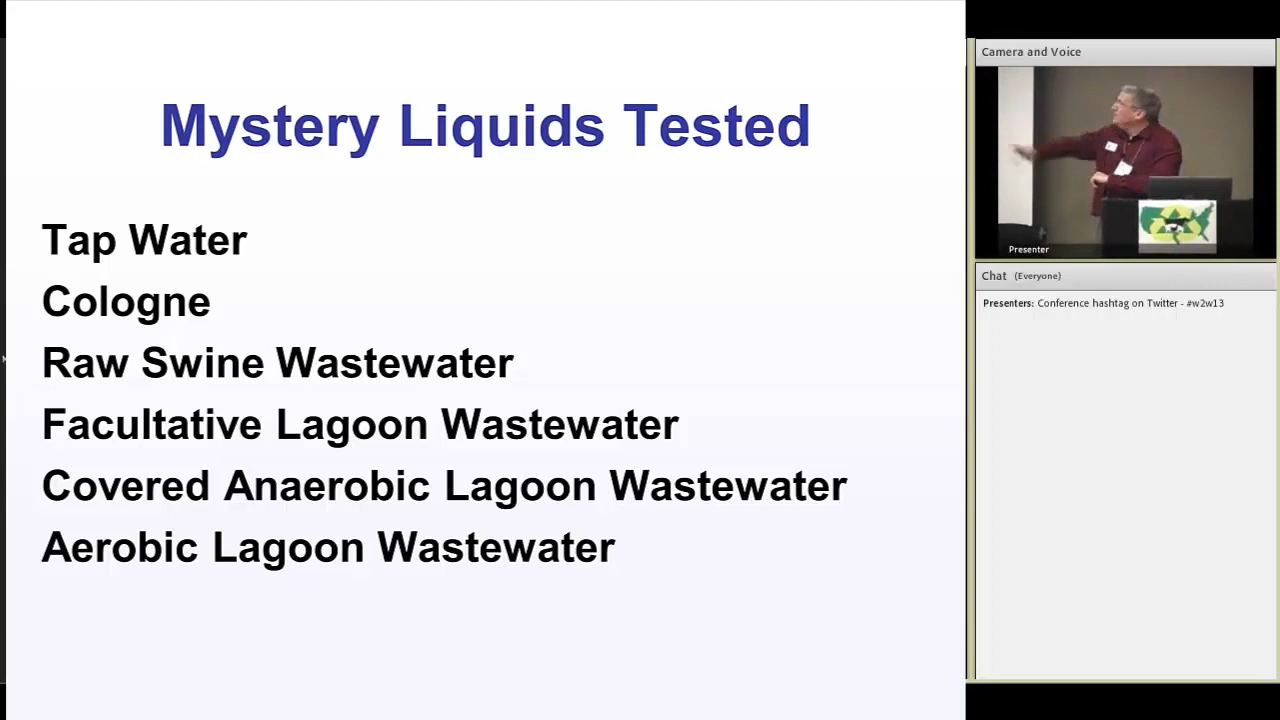 Mystery Liquids Tested
Tap Water
Cologne
Raw Swine Wastewater
Facultative Lagoon Wastewater
Covered Anaerobic Lagoon Wastewater
Aerobic Lagoon Wastewater
Camera and Voice
Presenter
Chat (Everyone)
Presenters: Conference hashtag on Twitter - #w2w13